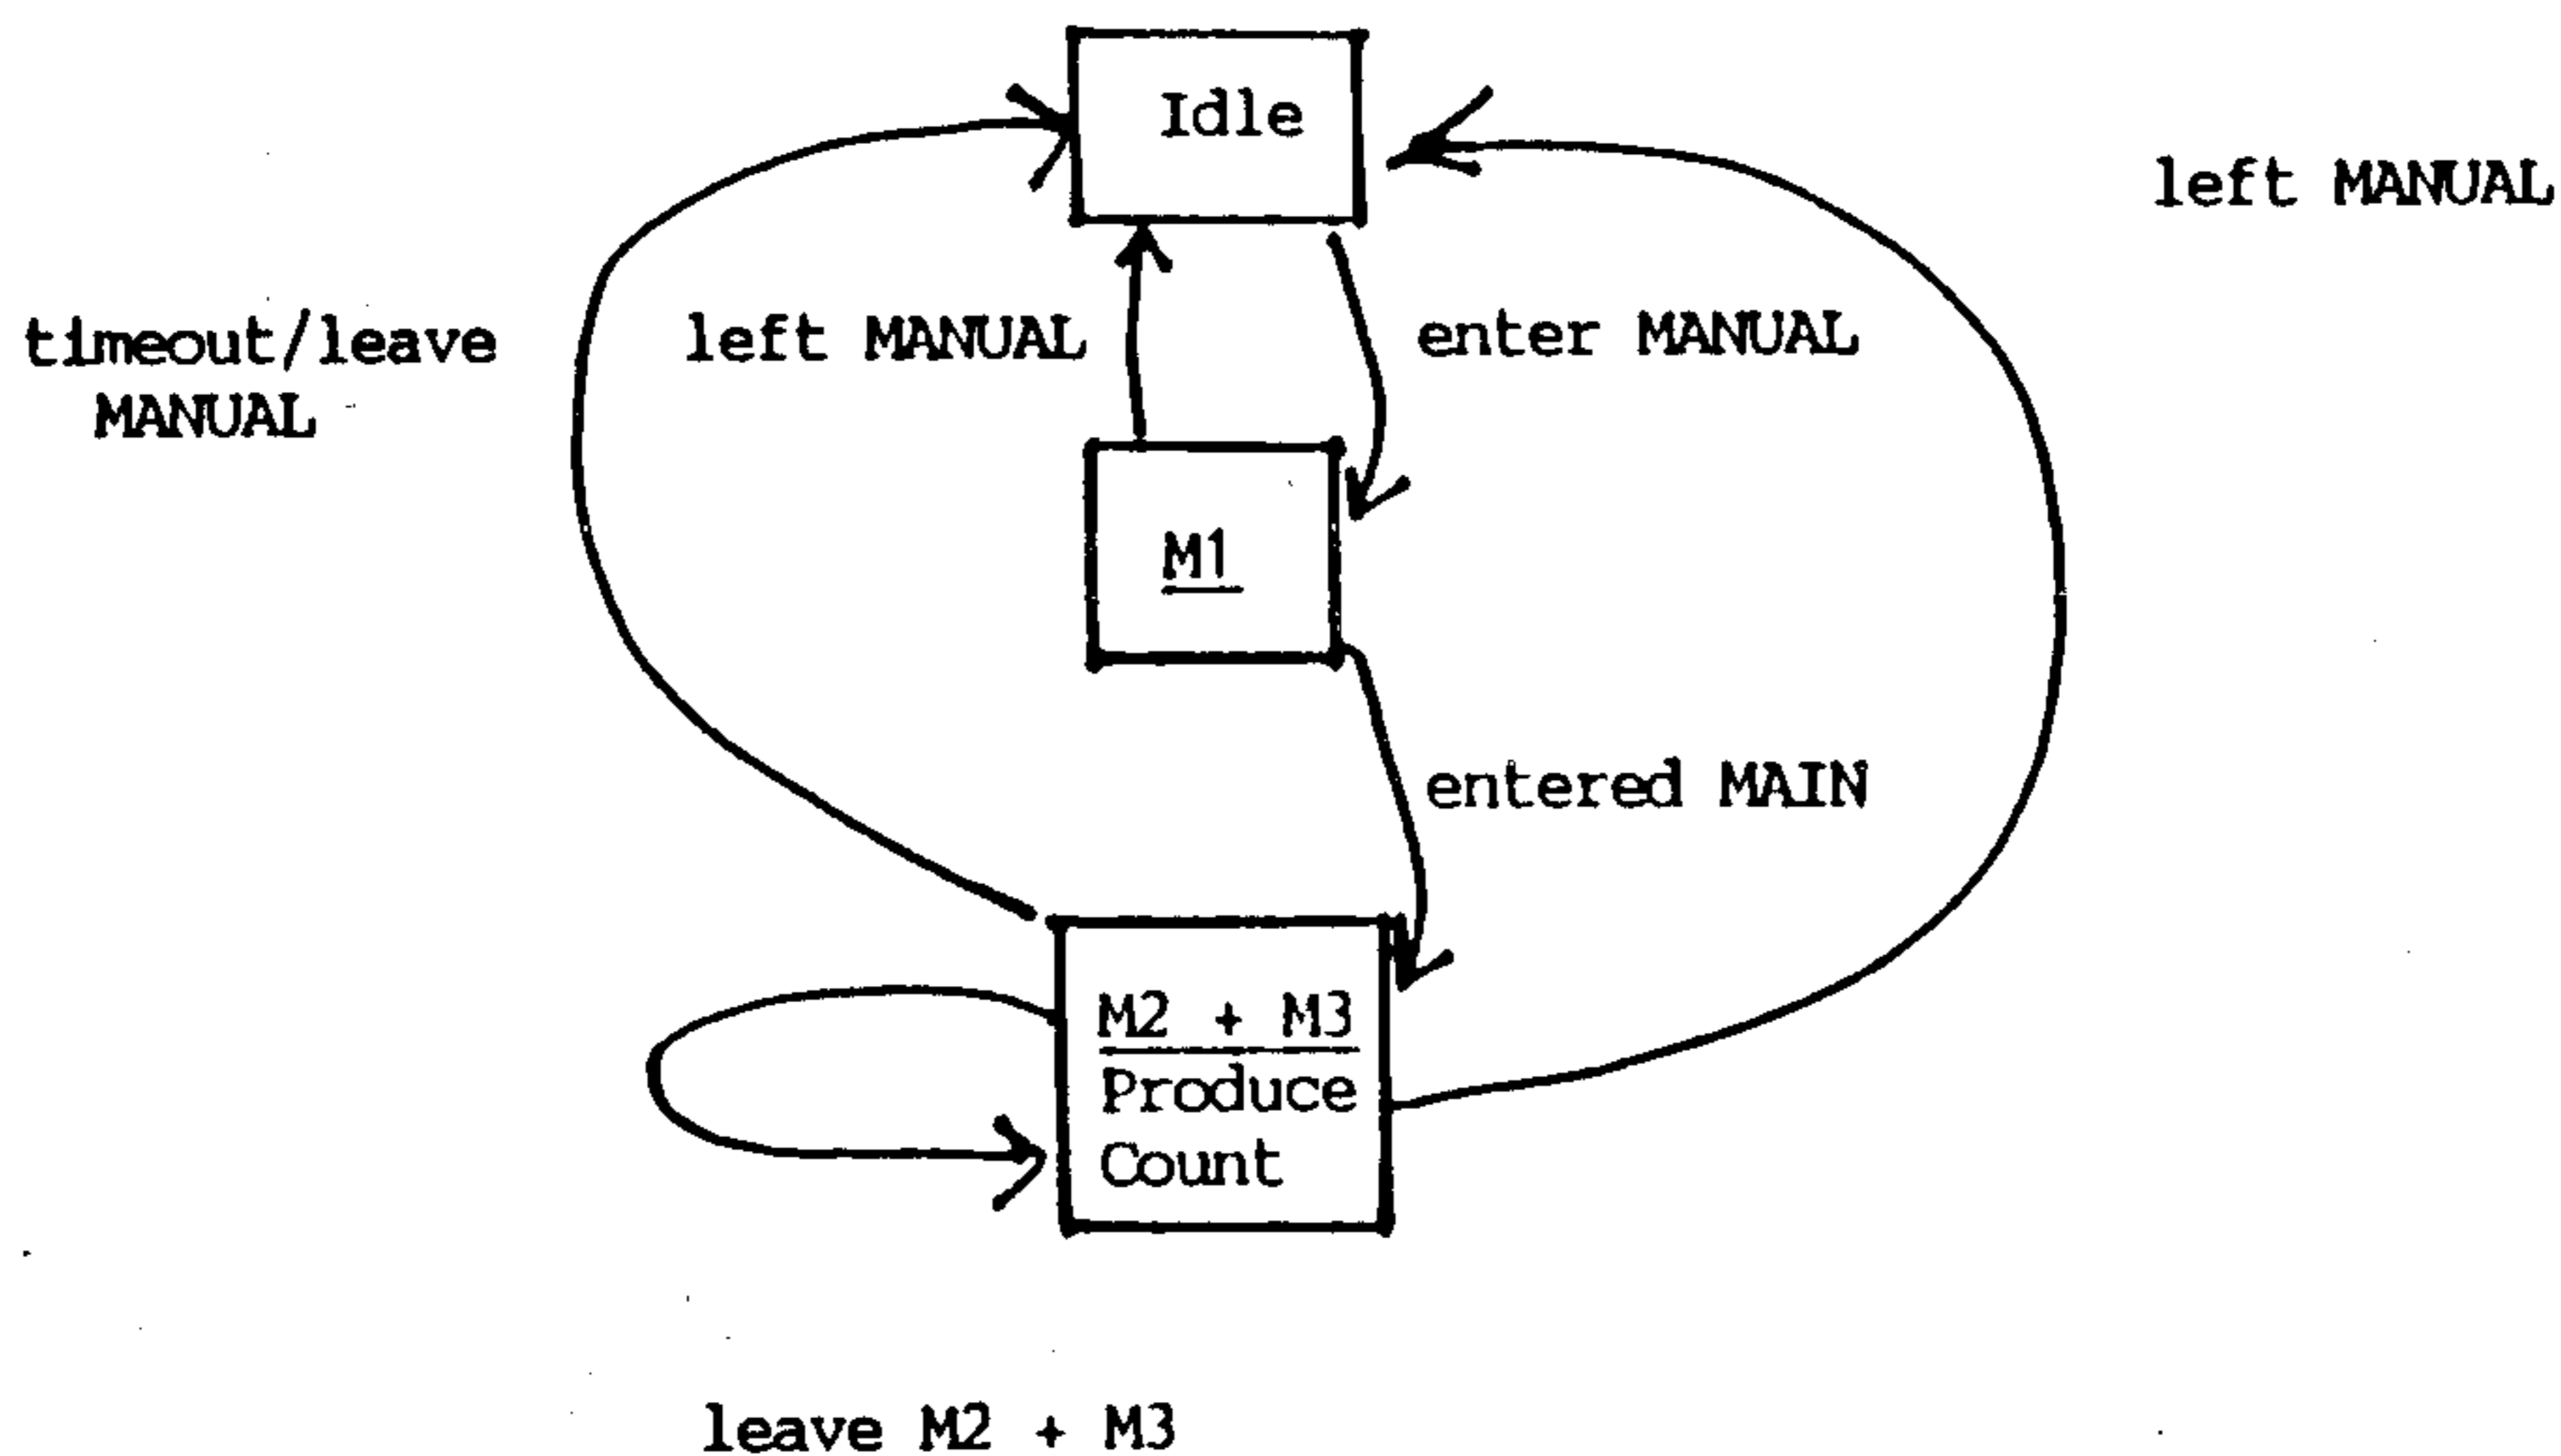 Idle
left MANUAL
timeout/leave
MANUAL
left MANUAL
enter MANUAL
M1
entered MAIN
M2 + M3
Produce
Count
leave M2 + M3